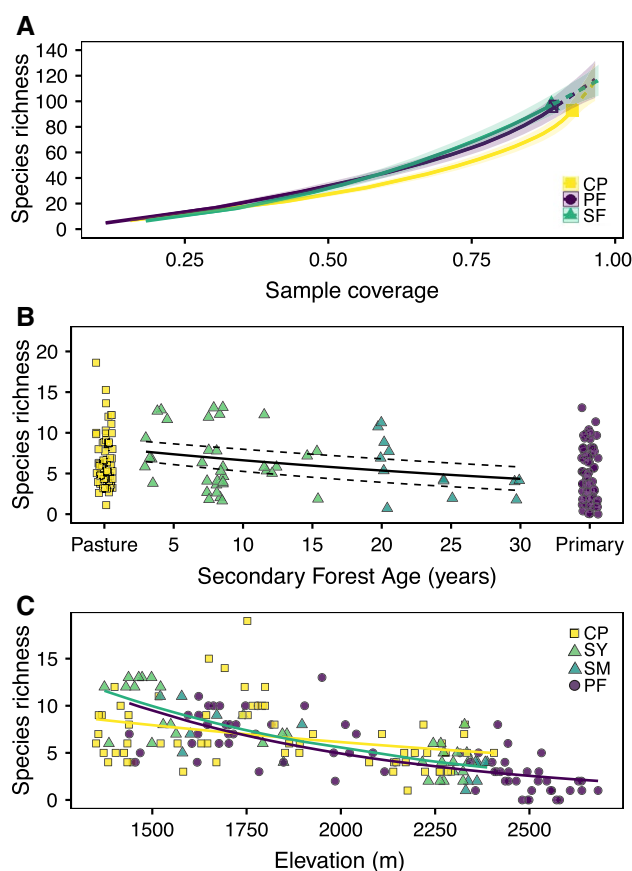 A
Species richness
140
120
100
80
60
40
20
0
CP
PF
SF
0.25 0.50 0.75 1.00
Sample coverage
B
Species richness
20
15
10
5
0
Pasture 5 10 15 20 25 30 Primary
Secondary Forest Age (years)
C
Species richness
15
10
5
0
CP
SY
SM
PF
1500 1750 2000 2250 2500
Elevation (m)